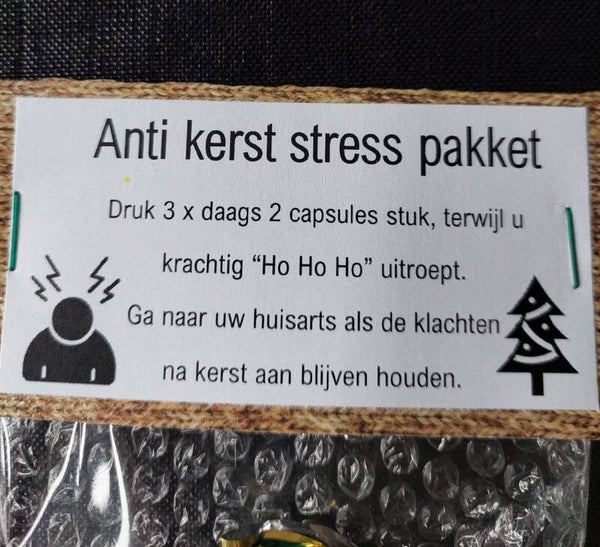 Anti kerst stress pakket
Druk 3 x daags 2 capsules stuk, terwijl u
krachtig “Ho Ho Ho” uitroept.
Ga naar uw huisarts als de klachten
na kerst aan blijven houden.